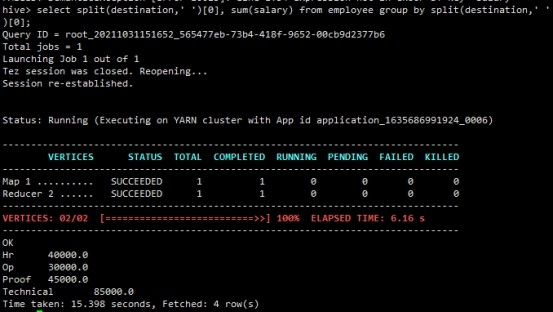 hive> select split(destination,' ')[0], sum(salary) from employee group by split(destination,' '
)[0];
Query ID = root_20211031151652_565477eb-73b4-418f-9652-00cb9d2377b6
Total jobs = 1
Launching Job 1 out of 1
Tez session was closed. Reopening...
Session re-established.
Status: Running (Executing on YARN cluster with App id application_1635686991924_0006)
--------------------------------------------------------------------------------
VERTICES STATUS TOTAL COMPLETED RUNNING PENDING FAILED KILLED
--------------------------------------------------------------------------------
Map 1 .......... SUCCEEDED 1 1 0 0 0 0
Reducer 2 ...... SUCCEEDED 1 1 0 0 0 0
--------------------------------------------------------------------------------
VERTICES: 02/02 [==========================>>] 100% ELAPSED TIME: 6.16 s
--------------------------------------------------------------------------------
OK
Hr 40000.0
Op 30000.0
Proof 45000.0
Technical 85000.0
Time taken: 15.398 seconds, Fetched: 4 row(s)